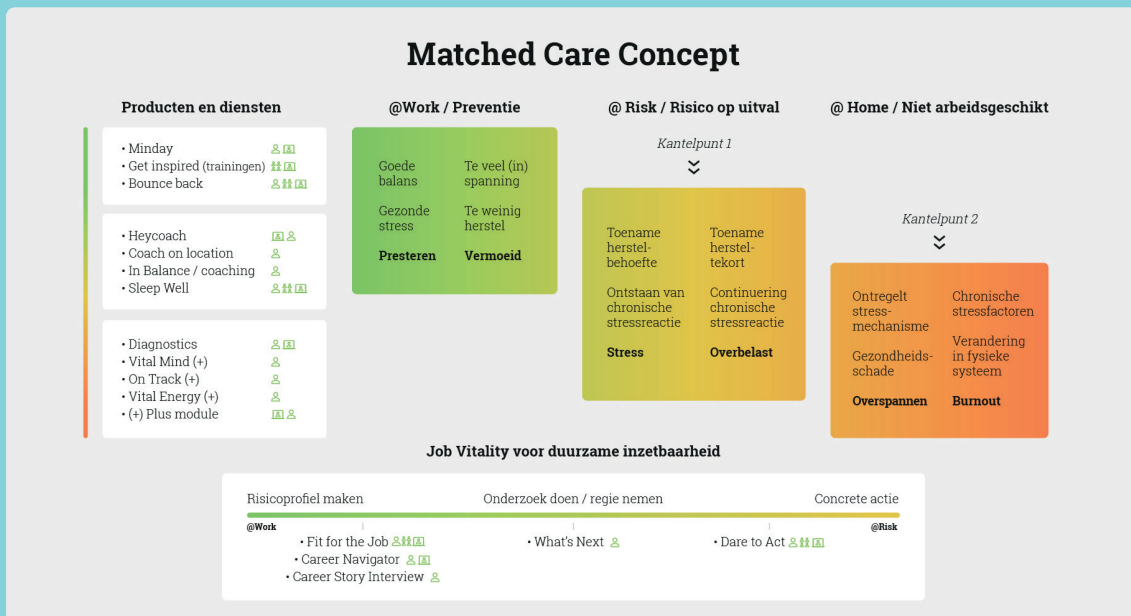 Matched Care Concept
Producten en diensten
• Minday
• Get inspired (trainingen)
• Bounce back
• Heycoach
• Coach on location
• In Balance / coaching
• Sleep Well
• Diagnostics
• Vital Mind (+)
• On Track (+)
• Vital Energy (+)
• (+) Plus module
@Work / Preventie
Goede
balans
Gezonde
stress
Presteren
Te veel (in)
spanning
Te weinig
herstel
Vermoeid
@ Risk / Risico op uitval
Kantelpunt 1
Toename
herstel-
behoefte
Ontstaan van
chronische
stressreactie
Stress
Toename
herstel-
tekort
Continuering
chronische
stressreactie
Overbelast
@ Home / Niet arbeidsgeschikt
Kantelpunt 2
Ontregelt
stress-
mechanisme
Gezondheids-
schade
Overspannen
Chronische
stressfactoren
Verandering
in fysieke
systeem
Burnout
Job Vitality voor duurzame inzetbaarheid
Risicoprofiel maken
Onderzoek doen / regie nemen
Concrete actie
@Work
@Risk
• Fit for the Job
• Career Navigator
• Career Story Interview
• What's Next
• Dare to Act